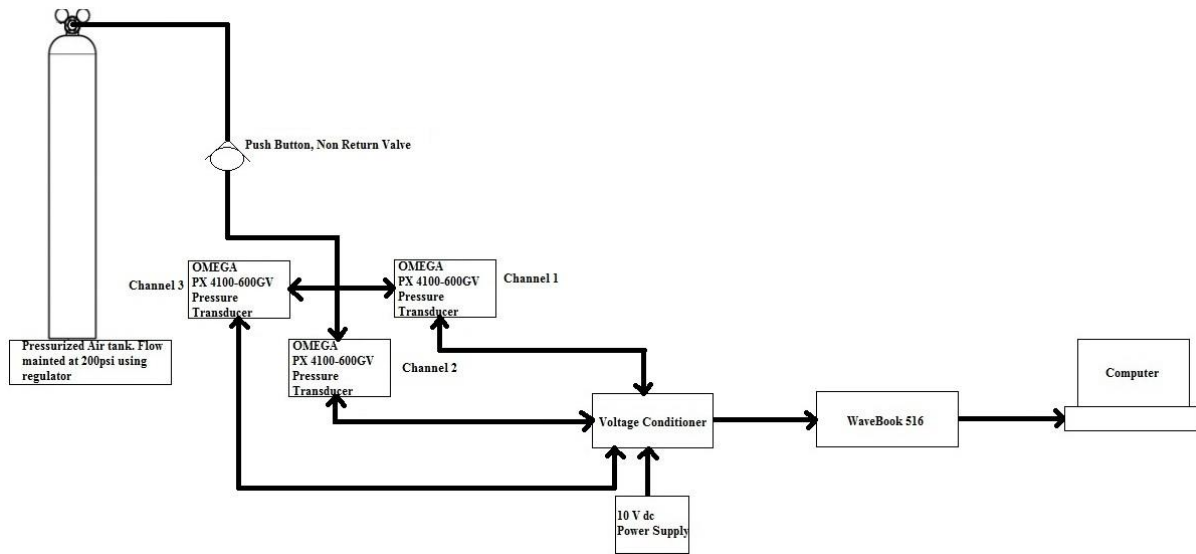 Push Button, Non Return Valve
Channel 3
OMEGA
PX 4100-600GV
Pressure
Transducer
OMEGA
PX 4100-600GV
Pressure
Transducer
Channel 1
Pressurized Air tank. Flow
mainted at 200psi using
regulator
OMEGA
PX 4100-600GV
Pressure
Transducer
Channel 2
Voltage Conditioner
WaveBook 516
Computer
10 V dc
Power Supply